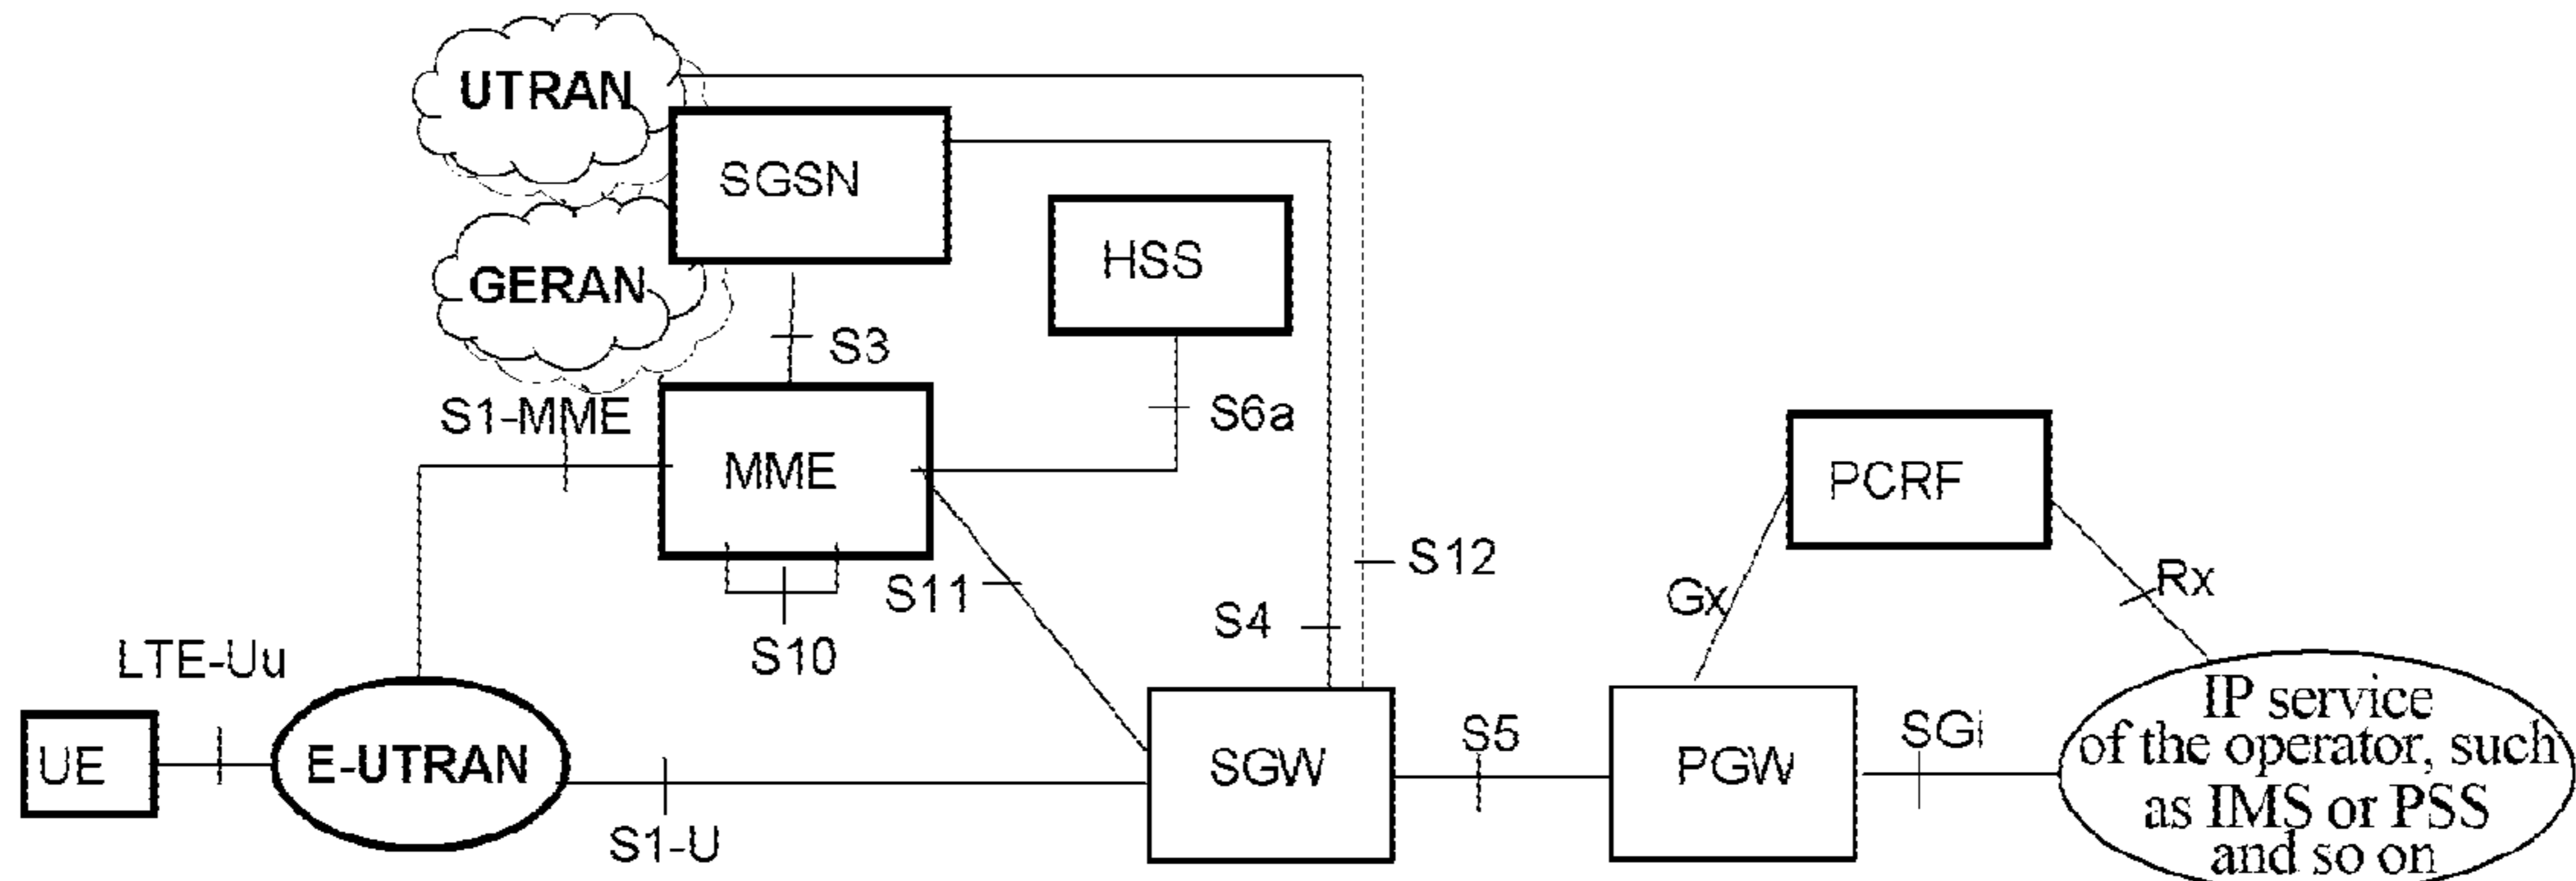 UTRAN
SGSN
HSS
GERAN
S3
S1-MME
S6a
MME
PCRF
S12
S11
Gx
Rx
S4
S10
LTE-Uu
IP service
of the operator, such
as IMS or PSS
and so on
UE
E-UTRAN
SGW
S5
PGW
SGi
S1-U